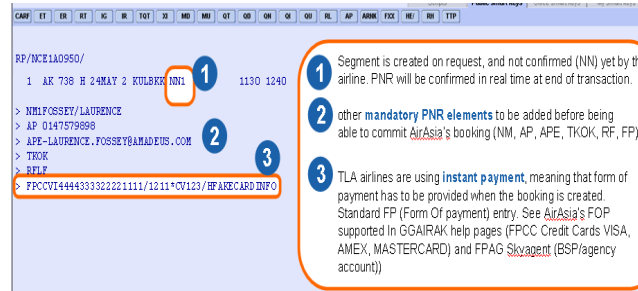 CARF ET ER RT IG IR TQT XI MD MU QT QD QH QI QU RL AP ARNK FXX HE/ RH TTP
RP/NCE1A0950/
1 AK 738 H 24MAY 2 KULBKK NN1 1130 1240
1
> NM1FOSSEY/LAURENCE
> AP 0147579898
> APE-LAURENCE.FOSSEY@AMADEUS.COM
2
> TKOK
> RFLF
3
> FPCCVI4444333322221111/1211*CV123/HFAKECARDINFO
1 Segment is created on request, and not confirmed (NN) yet by th
airline. PNR will be confirmed in real time at end of transaction.
2 other mandatory PNR elements to be added before being
able to commit AirAsia's booking (NM, AP, APE, TKOK, RF, FP)
3 TLA airlines are using instant payment, meaning that form of
payment has to be provided when the booking is created.
Standard FP (Form Of payment) entry. See AirAsia's FOP
supported In GGAIRAK help pages (FPCC Credit Cards VISA,
AMEX, MASTERCARD) and FPAG Skyagent (BSP/agency
account))